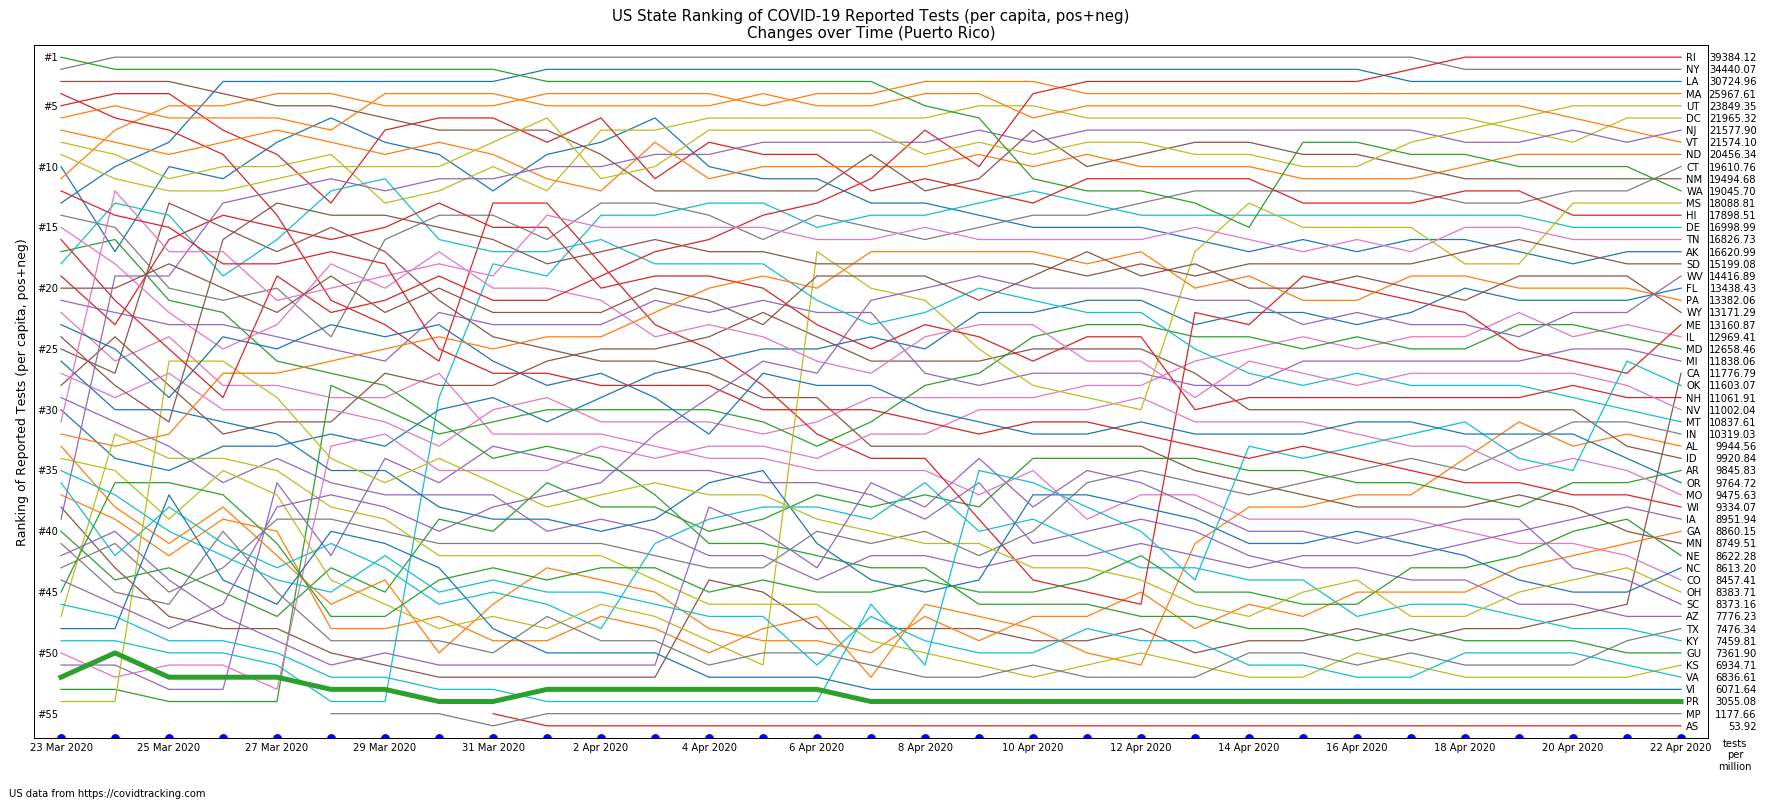 US State Ranking of COVID-19 Reported Tests (per capita, pos+neg)
Changes over Time (Puerto Rico)
Ranking of Reported Tests (per capita, pos+neg)
#1
#5
#10
#15
#20
#25
#30
#35
#40
#45
#50
#55
RI 39384.12
NY 34440.07
LA 30724.96
MA 25967.61
UT 23849.35
DC 21965.32
NJ 21577.90
VT 21574.10
ND 20456.34
CT 19610.76
NM 19494.68
WA 19045.70
MS 18088.81
HI 17898.51
DE 16998.99
TN 16826.73
AK 16620.99
SD 15199.08
WV 14416.89
FL 13438.43
PA 13382.06
WY 13171.29
ME 13160.87
IL 12969.41
MD 12658.46
MI 11838.06
CA 11776.79
OK 11603.07
NH 11061.91
NV 11002.04
MT 10837.61
IN 10319.03
AL 9944.56
ID 9920.84
AR 9845.83
OR 9764.72
MO 9475.63
WI 9334.07
IA 8951.94
GA 8860.15
MN 8749.51
NE 8622.28
NC 8613.20
CO 8457.41
OH 8383.71
SC 8373.16
AZ 7776.23
TX 7476.34
KY 7459.81
GU 7361.90
KS 6934.71
VA 6836.61
VI 6071.64
PR 3055.08
MP 1177.66
AS 53.92
23 Mar 2020 25 Mar 2020 27 Mar 2020 29 Mar 2020 31 Mar 2020 2 Apr 2020 4 Apr 2020 6 Apr 2020 8 Apr 2020 10 Apr 2020 12 Apr 2020 14 Apr 2020 16 Apr 2020 18 Apr 2020 20 Apr 2020 22 Apr 2020
tests
per
million
US data from https://covidtracking.com